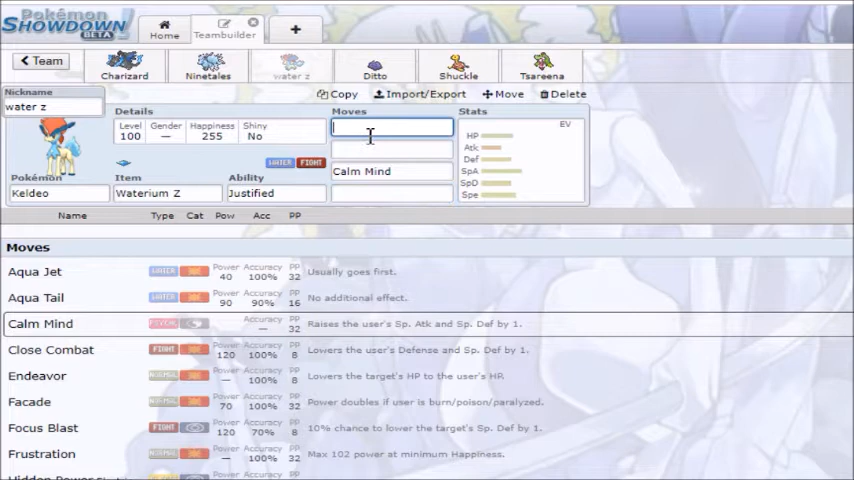 Pokémon
SHOWDOWN!
BETA
Home
Teambuilder
+
Team
Charizard
Ninetales
water z
Ditto
Shuckle
Tsareena
Copy
Import/Export
Move
Delete
Nickname
water z
Details
Level
100
Gender
—
Happiness
255
Shiny
No
WATER FIGHT
Pokémon
Keldeo
Item
Waterium Z
Ability
Justified
Moves
Calm Mind
Stats
EV
HP
Atk
Def
SpA
SpD
Spe
Name Type Cat Pow Acc PP
Moves
Aqua Jet WATER Power 40 Accuracy 100% PP 32 Usually goes first.
Aqua Tail WATER Power 90 Accuracy 90% PP 16 No additional effect.
Calm Mind PSYCHC Accuracy — PP 32 Raises the user's Sp. Atk and Sp. Def by 1.
Close Combat FIGHT Power 120 Accuracy 100% PP 8 Lowers the user's Defense and Sp. Def by 1.
Endeavor NORMAL Power — Accuracy 100% PP 8 Lowers the target's HP to the user's HP.
Facade NORMAL Power 70 Accuracy 100% PP 32 Power doubles if user is burn/poison/paralyzed.
Focus Blast FIGHT Power 120 Accuracy 70% PP 8 10% chance to lower the target's Sp. Def by 1.
Frustration NORMAL Power — Accuracy 100% PP 32 Max 102 power at minimum Happiness.
Power Accuracy PP